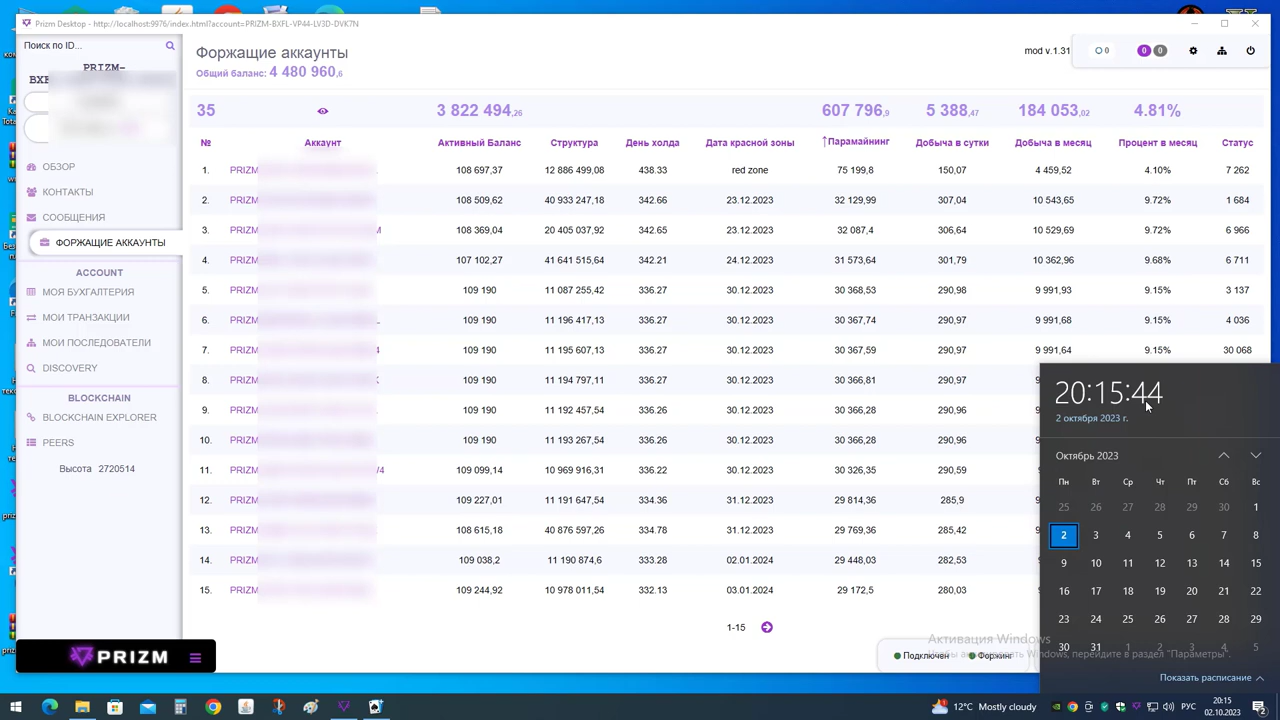 Prizm Desktop - http://localhost:9976/index.html?account=PRIZM-BXFL-VP44-LV3D-DVK7N
Поиск по ID...
PRIZM-
Форжащие аккаунты
Общий баланс: 4 480 960,6
mod v.1.31
0
0 0
35 3 822 494,26 607 796,9 5 388,47 184 053,02 4.81%
№ Аккаунт Активный Баланс Структура День холда Дата красной зоны ↑Парамайнинг Добыча в сутки Добыча в месяц Процент в месяц Статус
1. PRIZM 108 697,37 12 886 499,08 438.33 red zone 75 199,8 150,07 4 459,52 4.10% 7 262
2. PRIZM 108 509,62 40 933 247,18 342.66 23.12.2023 32 129,99 307,04 10 543,65 9.72% 1 684
3. PRIZM 108 369,04 20 405 037,92 342.65 23.12.2023 32 087,4 306,64 10 529,69 9.72% 6 966
4. PRIZM 107 102,27 41 641 515,64 342.21 24.12.2023 31 573,64 301,79 10 362,96 9.68% 6 711
5. PRIZM 109 190 11 087 255,42 336.27 30.12.2023 30 368,53 290,98 9 991,93 9.15% 3 137
6. PRIZM 109 190 11 196 417,13 336.27 30.12.2023 30 367,74 290,97 9 991,68 9.15% 4 036
7. PRIZM 109 190 11 195 607,13 336.27 30.12.2023 30 367,59 290,97 9 991,64 9.15% 30 068
8. PRIZM 109 190 11 194 797,11 336.27 30.12.2023 30 366,81 290,97
9. PRIZM 109 190 11 192 457,54 336.26 30.12.2023 30 366,28 290,96
10. PRIZM 109 190 11 193 267,54 336.26 30.12.2023 30 366,28 290,96
11. PRIZM 109 099,14 10 969 916,31 336.22 30.12.2023 30 326,35 290,59
12. PRIZM 109 227,01 11 191 647,54 334.36 31.12.2023 29 814,36 285,9
13. PRIZM 108 615,18 40 876 597,26 334.78 31.12.2023 29 769,36 285,42
14. PRIZM 109 038,2 11 190 874,6 333.28 02.01.2024 29 448,03 282,53
15. PRIZM 109 244,92 10 978 011,54 332.13 03.01.2024 29 172,5 280,03
1-15
ОБЗОР
КОНТАКТЫ
СООБЩЕНИЯ
ФОРЖАЩИЕ АККАУНТЫ
ACCOUNT
МОЯ БУХГАЛТЕРИЯ
МОИ ТРАНЗАКЦИИ
МОИ ПОСЛЕДОВАТЕЛИ
DISCOVERY
BLOCKCHAIN
BLOCKCHAIN EXPLORER
PEERS
Высота 2720514
PRIZM
20:15:44
2 октября 2023 г.
Октябрь 2023
Пн Вт Ср Чт Пт Сб Вс
25 26 27 28 29 30 1
2 3 4 5 6 7 8
9 10 11 12 13 14 15
16 17 18 19 20 21 22
23 24 25 26 27 28 29
30 31 1 2 3 4 5
Показать расписание
Активация Windows
Чтобы активировать Windows, перейдите в раздел "Параметры".
Подключен Форжинг
12°C Mostly cloudy
РУС
20:15
02.10.2023
2